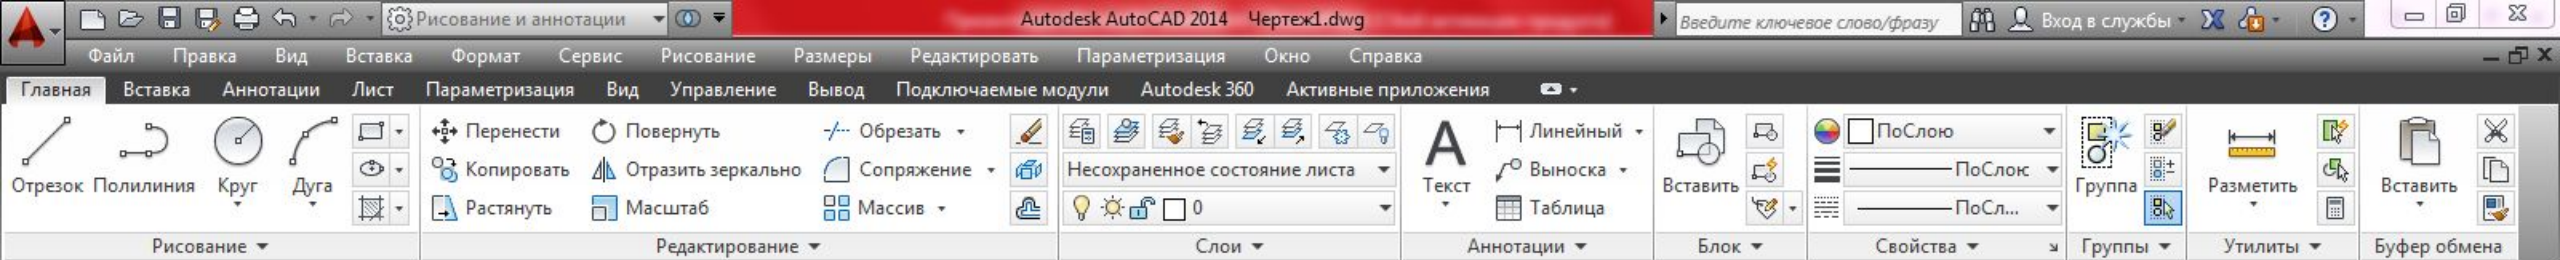 Рисование и аннотации Autodesk AutoCAD 2014 Чертеж1.dwg Введите ключевое слово/фразу Вход в службы
Файл Правка Вид Вставка Формат Сервис Рисование Размеры Редактировать Параметризация Окно Справка
Главная Вставка Аннотации Лист Параметризация Вид Управление Вывод Подключаемые модули Autodesk 360 Активные приложения
Перенести Повернуть Обрезать Линейный ПоСлою
Копировать Отразить зеркально Сопряжение Несохраненное состояние листа Выноска ПоСлоюс
Отрезок Полилиния Круг Дуга Текст Вставить Группа Разметить Вставить
Растянуть Масштаб Массив 0 Таблица ПоСл...
Рисование Редактирование Слои Аннотации Блок Свойства Группы Утилиты Буфер обмена